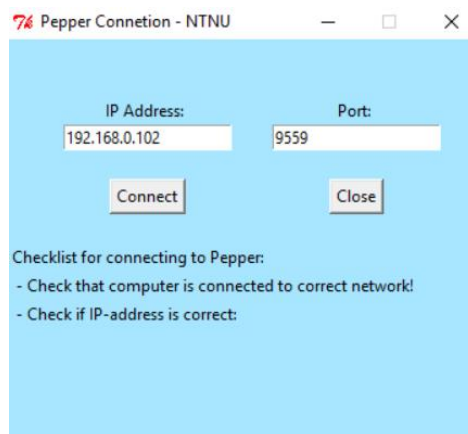 Pepper Connetion - NTNU
IP Address: Port:
192.168.0.102 9559
Connect Close
Checklist for connecting to Pepper:
- Check that computer is connected to correct network!
- Check if IP-address is correct: